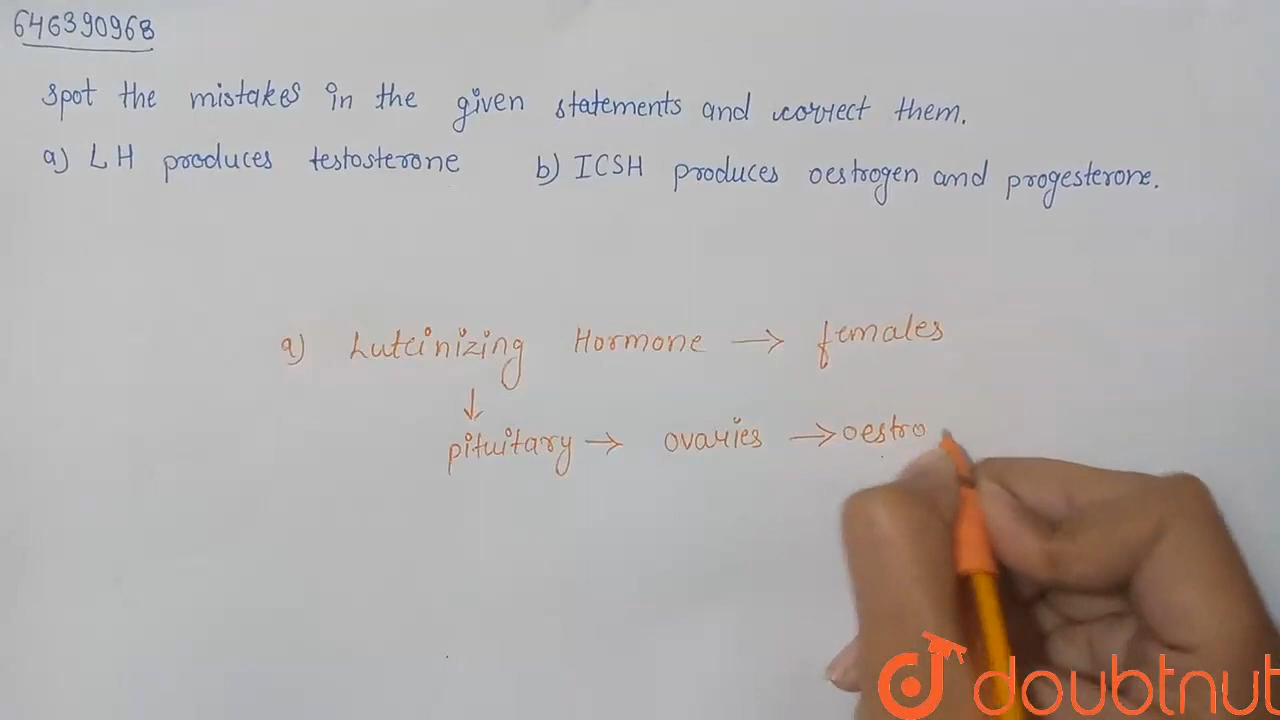 646390968
spot the mistakes in the given statements and correct them.
a) LH produces testosterone b) ICSH produces oestrogen and progesterone.
a) Luteinizing Hormone → females
↓
pituitary → ovaries → oestro
doubtnut